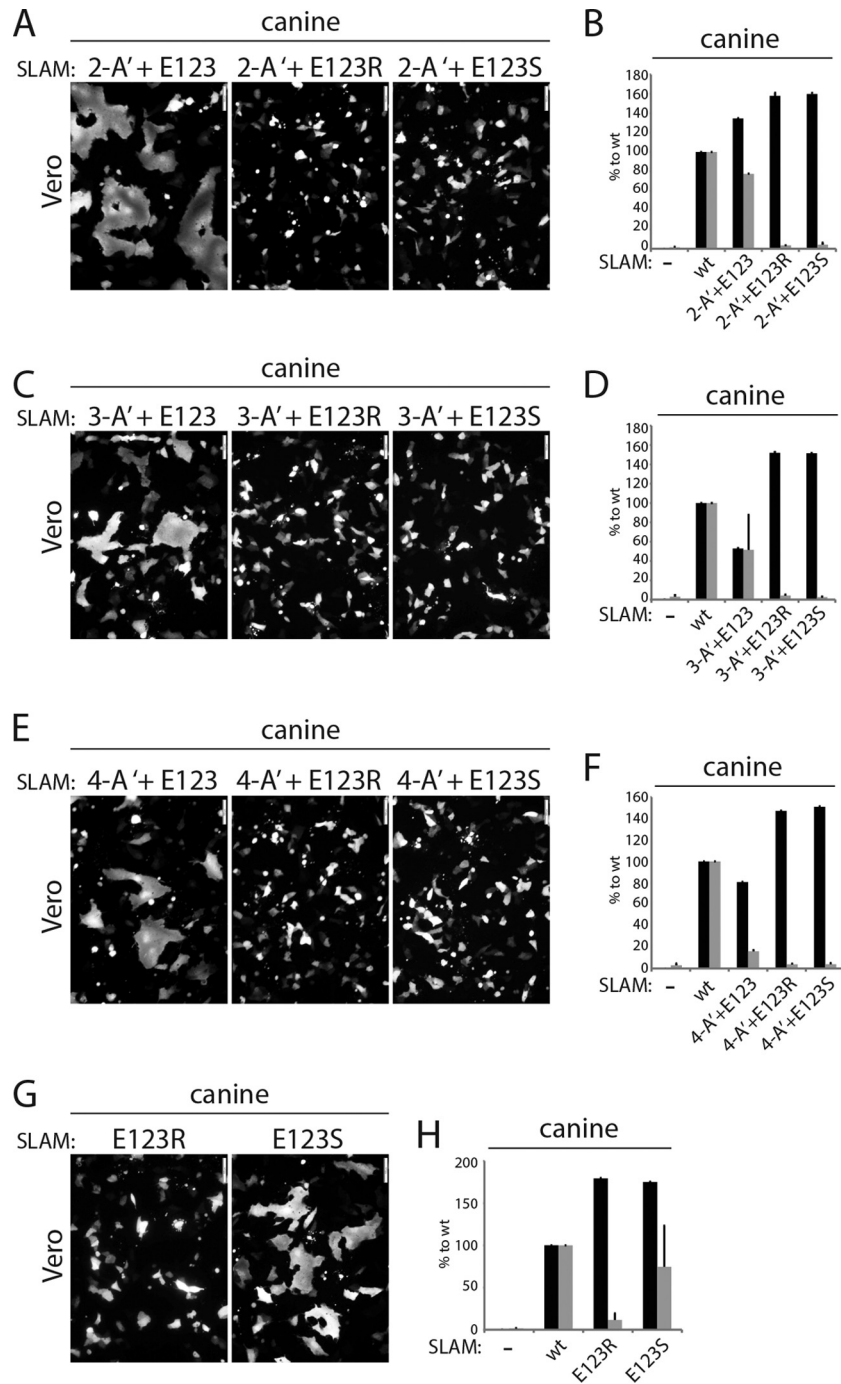 A
canine
SLAM: 2-A' + E123 2-A '+ E123R 2-A '+ E123S
Vero
B
canine
180
160
140
120
100
80
60
40
20
0
% to wt
SLAM: – wt 2-A'+E123 2-A'+E123R 2-A'+E123S
C
canine
SLAM: 3-A' + E123 3-A' + E123R 3-A' + E123S
Vero
D
canine
180
160
140
120
100
80
60
40
20
0
% to wt
SLAM: – wt 3-A'+E123 3-A'+E123R 3-A'+E123S
E
canine
SLAM: 4-A '+ E123 4-A' + E123R 4-A' + E123S
Vero
F
canine
160
140
120
100
80
60
40
20
0
% to wt
SLAM: – wt 4-A'+E123 4-A'+E123R 4-A'+E123S
G
canine
SLAM: E123R E123S
Vero
H
canine
200
150
100
50
0
% to wt
SLAM: – wt E123R E123S